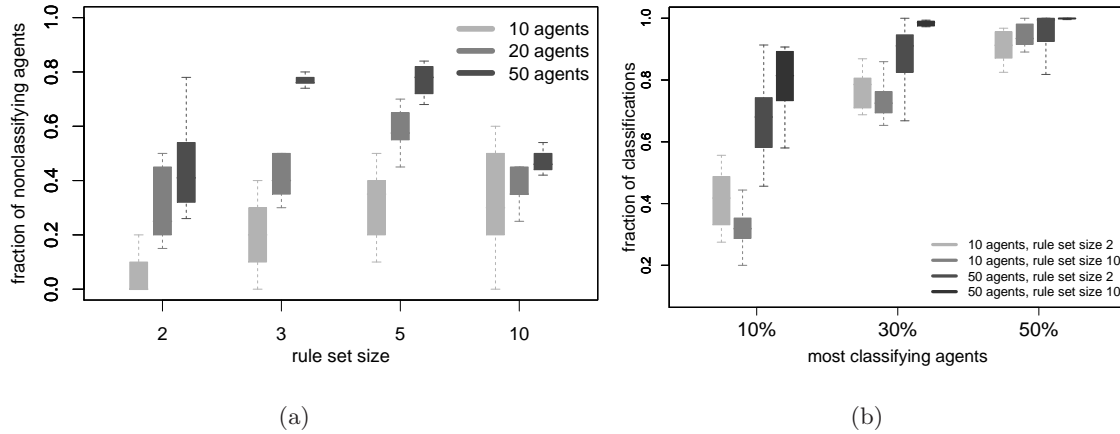 fraction of nonclassifying agents
1.0
0.8
0.6
0.4
0.2
0.0
10 agents
20 agents
50 agents
2 3 5 10
rule set size
(a)
fraction of classifications
1.0
0.8
0.6
0.4
0.2
10 agents, rule set size 2
10 agents, rule set size 10
50 agents, rule set size 2
50 agents, rule set size 10
10% 30% 50%
most classifying agents
(b)